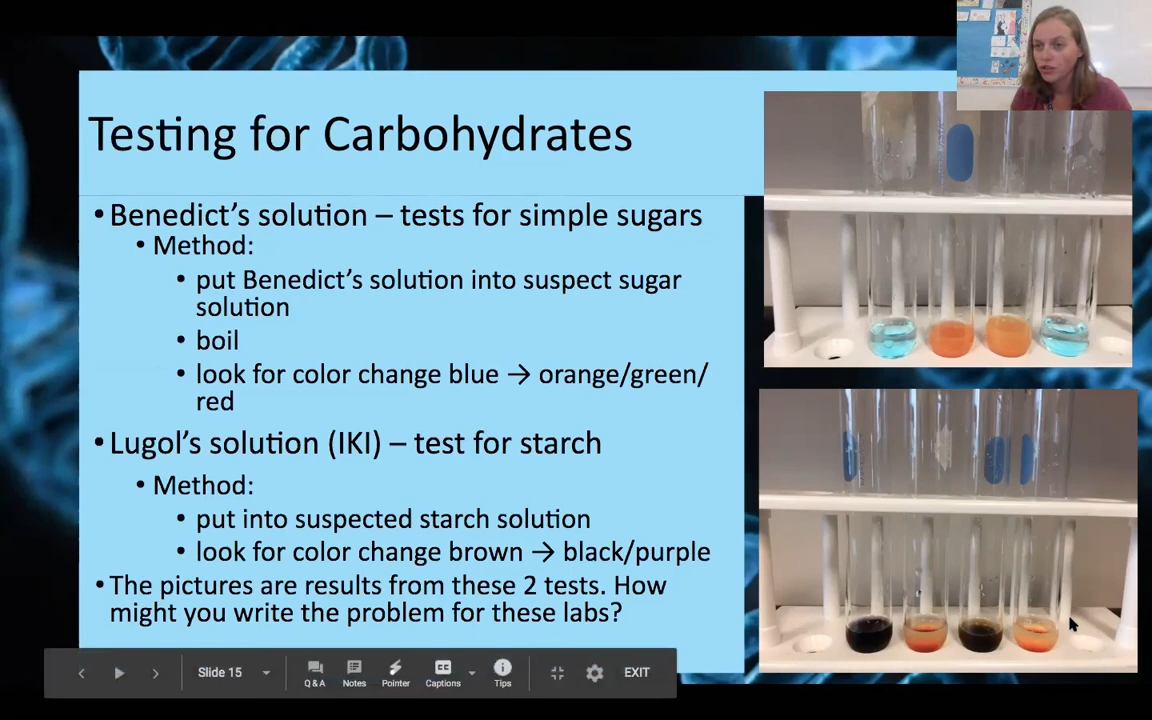 Testing for Carbohydrates
• Benedict's solution – tests for simple sugars
• Method:
• put Benedict's solution into suspect sugar
solution
• boil
• look for color change blue → orange/green/
red
• Lugol's solution (IKI) – test for starch
• Method:
• put into suspected starch solution
• look for color change brown → black/purple
• The pictures are results from these 2 tests. How
might you write the problem for these labs?
Slide 15
Q & A
Notes
Pointer
Captions
Tips
EXIT